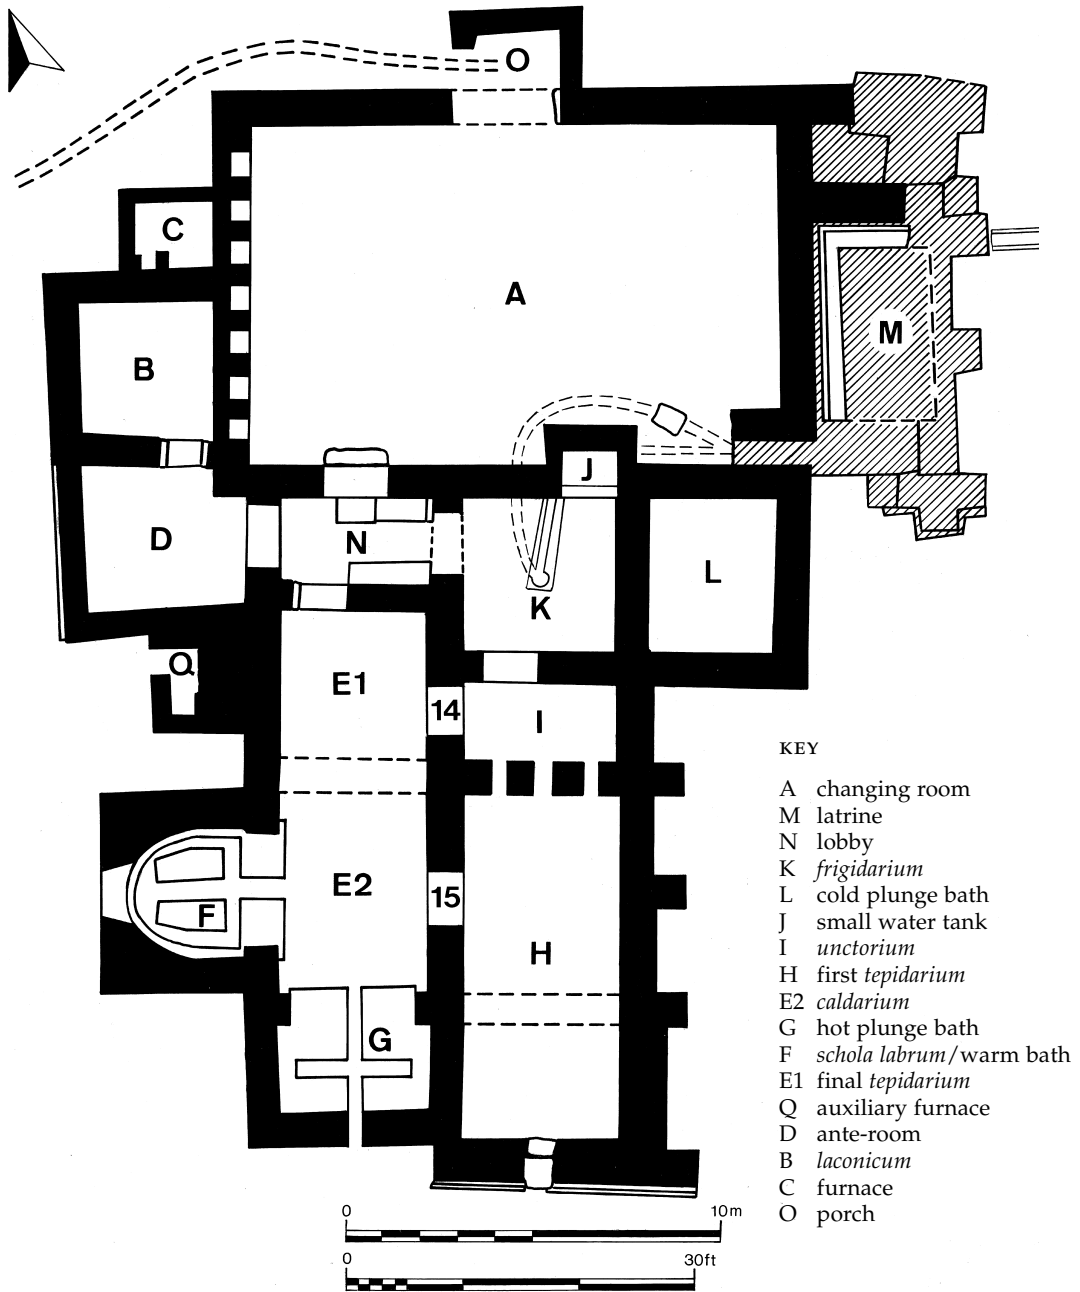 O
C
A
M
B
J
N
D
L
K
Q
E1
14
I
E2
15
F
H
G
KEY
A changing room
M latrine
N lobby
K frigidarium
L cold plunge bath
J small water tank
I unctorium
H first tepidarium
E2 caldarium
G hot plunge bath
F schola labrum/warm bath
E1 final tepidarium
Q auxiliary furnace
D ante-room
B laconicum
C furnace
O porch
0 10m
0 30ft